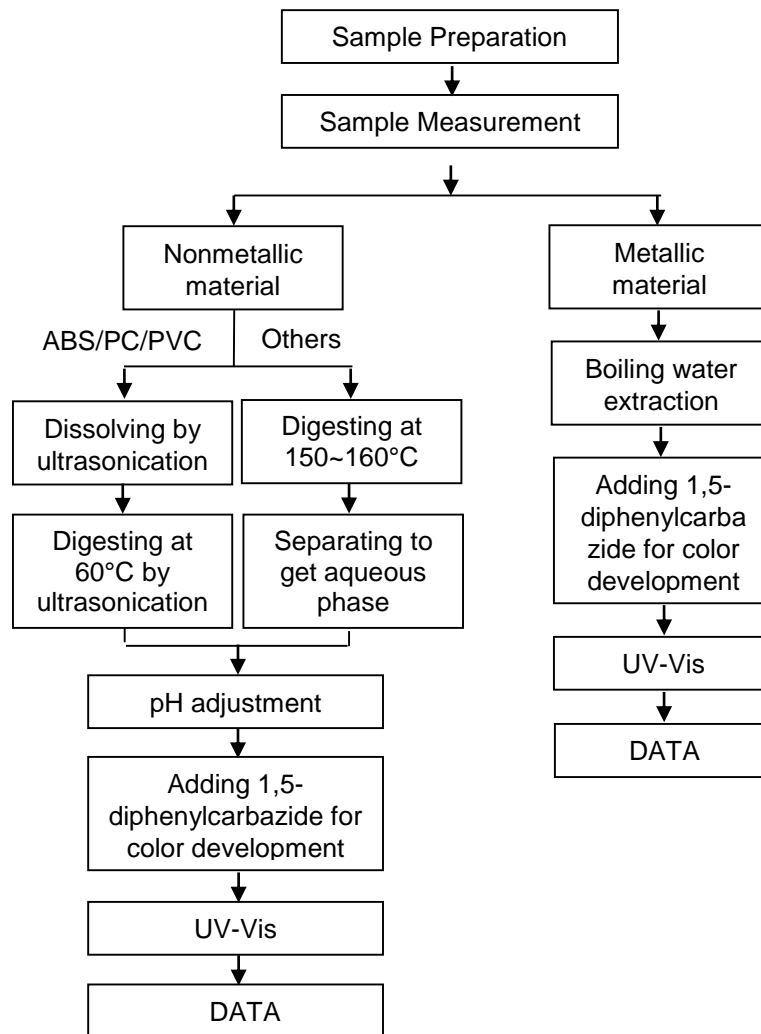 Sample Preparation
Sample Measurement
Nonmetallic
material
Metallic
material
ABS/PC/PVC
Others
Boiling water
extraction
Dissolving by
ultrasonication
Digesting at
150~160°C
Adding 1,5-
diphenylcarba
zide for color
development
Digesting at
60°C by
ultrasonication
Separating to
get aqueous
phase
UV-Vis
pH adjustment
DATA
Adding 1,5-
diphenylcarbazide for
color development
UV-Vis
DATA